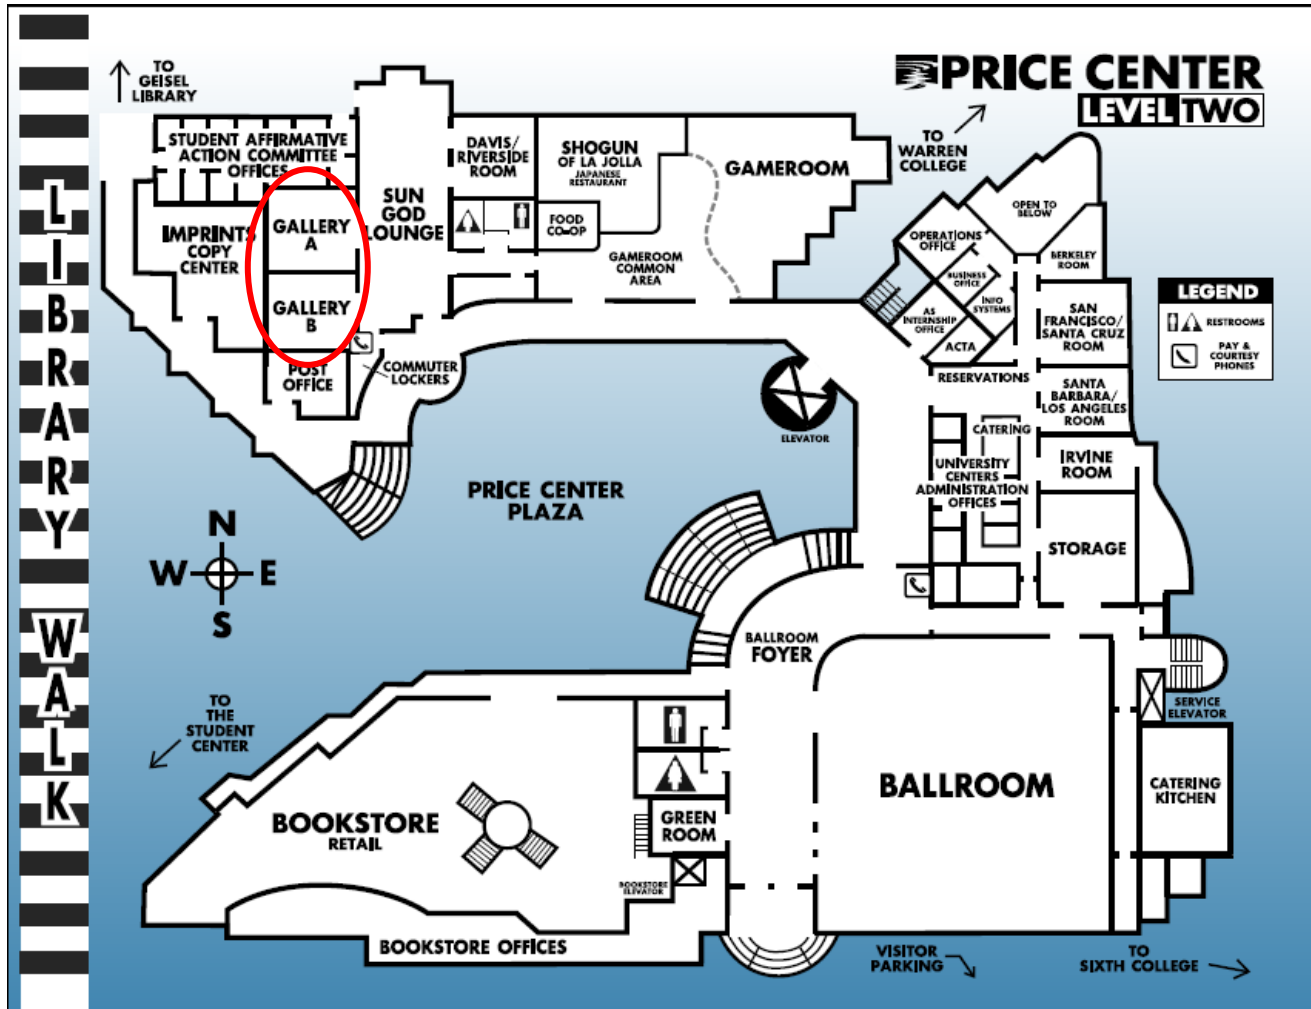 TO
GEISEL
LIBRARY
PRICE CENTER
LEVEL TWO
TO
WARREN
COLLEGE
STUDENT AFFIRMATIVE
ACTION COMMITTEE
OFFICES
SUN
GOD
LOUNGE
DAVIS/
RIVERSIDE
ROOM
SHOGUN
OF LA JOLLA
JAPANESE
RESTAURANT
GAMEROOM
IMPRINTS
COPY
CENTER
GALLERY
A
GALLERY
B
FOOD
CO-OP
GAMEROOM
COMMON
AREA
OPEN TO
BELOW
OPERATIONS
OFFICE
BERKELEY
ROOM
BUSINESS
OFFICE
INFO
SYSTEMS
AS
INTERNSHIP
OFFICE
ACTA
SAN
FRANCISCO/
SANTA CRUZ
ROOM
LEGEND
RESTROOMS
PAY &
COURTESY
PHONES
POST
OFFICE
COMMUTER
LOCKERS
RESERVATIONS
SANTA
BARBARA/
LOS ANGELES
ROOM
ELEVATOR
CATERING
UNIVERSITY
CENTERS
ADMINISTRATION
OFFICES
IRVINE
ROOM
STORAGE
PRICE CENTER
PLAZA
N
W E
S
LIBRARY WALK
BALLROOM
FOYER
TO
THE
STUDENT
CENTER
SERVICE
ELEVATOR
BALLROOM
CATERING
KITCHEN
BOOKSTORE
RETAIL
GREEN
ROOM
BOOKSTORE
ELEVATOR
BOOKSTORE OFFICES
VISITOR
PARKING
TO
SIXTH COLLEGE